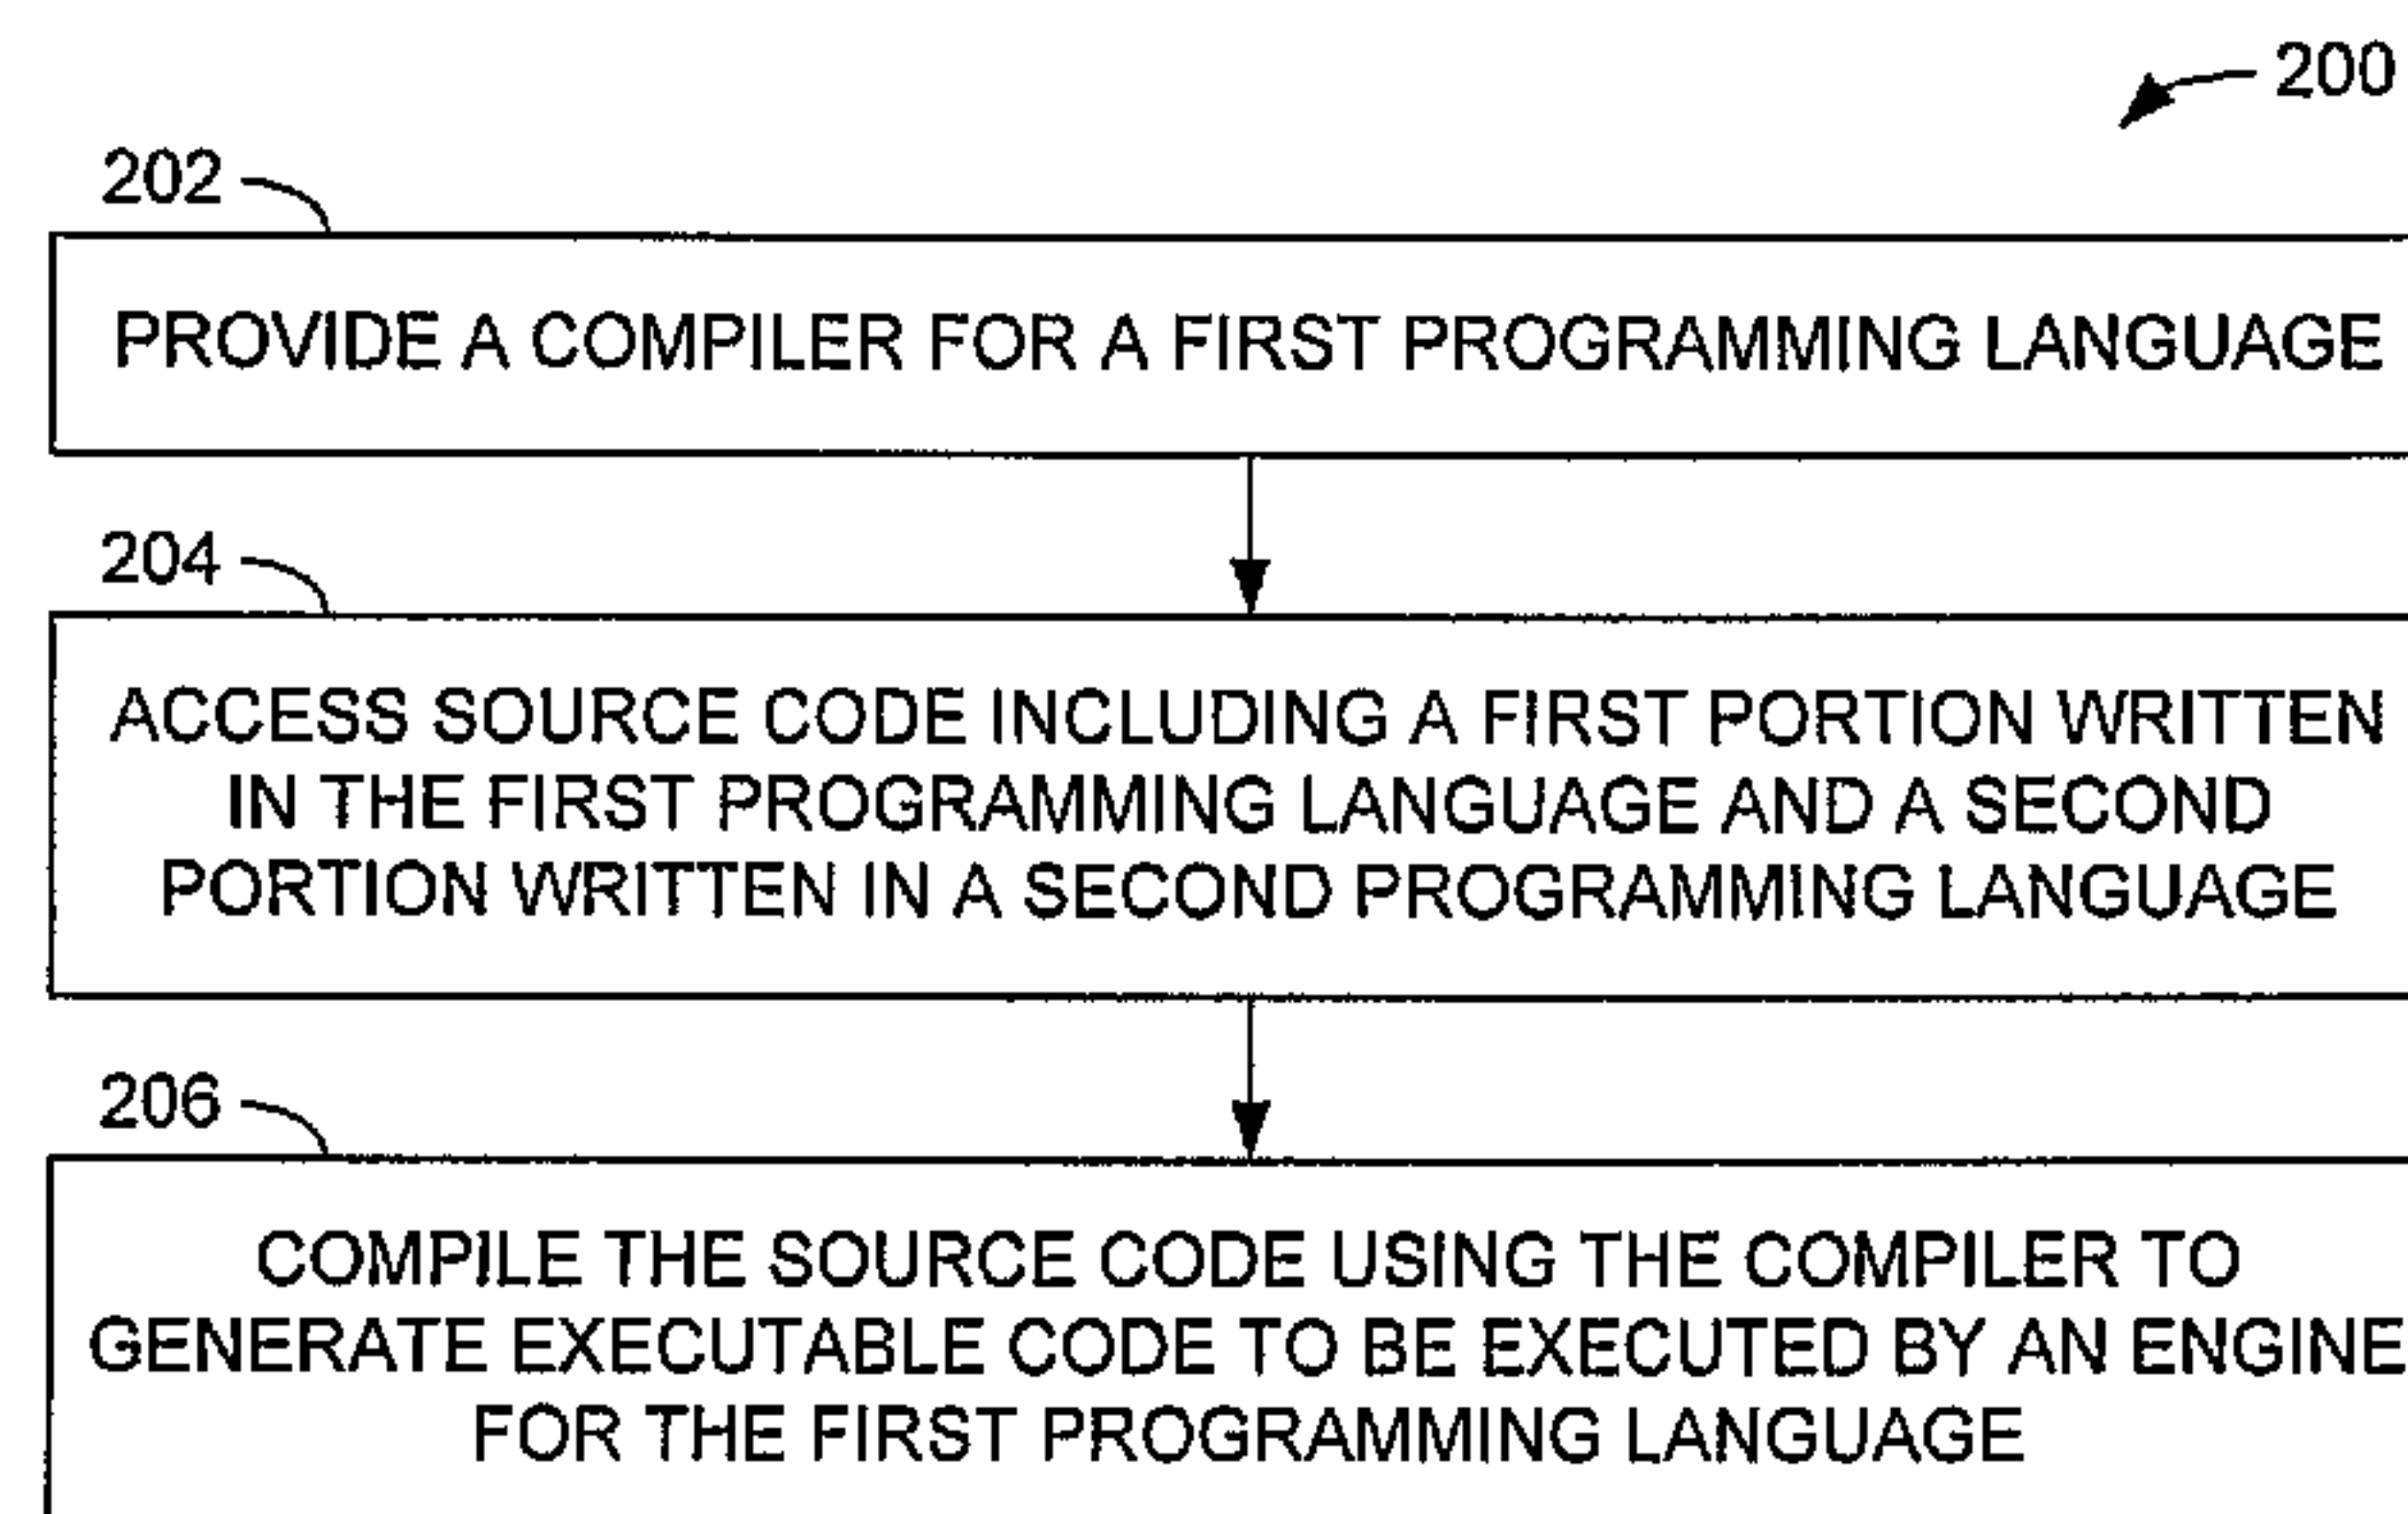 200
202
PROVIDE A COMPILER FOR A FIRST PROGRAMMING LANGUAGE
204
ACCESS SOURCE CODE INCLUDING A FIRST PORTION WRITTEN
IN THE FIRST PROGRAMMING LANGUAGE AND A SECOND
PORTION WRITTEN IN A SECOND PROGRAMMING LANGUAGE
206
COMPILE THE SOURCE CODE USING THE COMPILER TO
GENERATE EXECUTABLE CODE TO BE EXECUTED BY AN ENGINE
FOR THE FIRST PROGRAMMING LANGUAGE